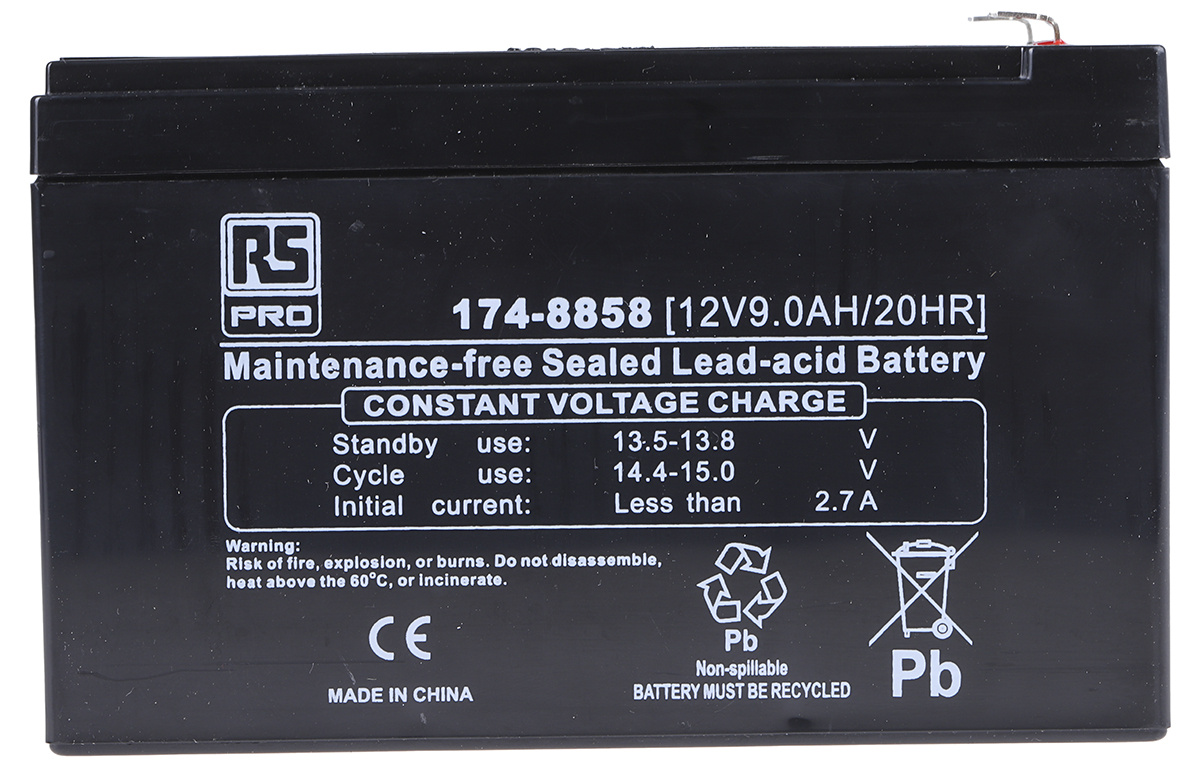 RS
PRO
174-8858 [12V9.0AH/20HR]
Maintenance-free Sealed Lead-acid Battery
CONSTANT VOLTAGE CHARGE
Standby use: 13.5-13.8 V
Cycle use: 14.4-15.0 V
Initial current: Less than 2.7 A
Warning:
Risk of fire, explosion, or burns. Do not disassemble,
heat above the 60°C, or incinerate.
CE
MADE IN CHINA
Pb
Non-spillable
BATTERY MUST BE RECYCLED
Pb